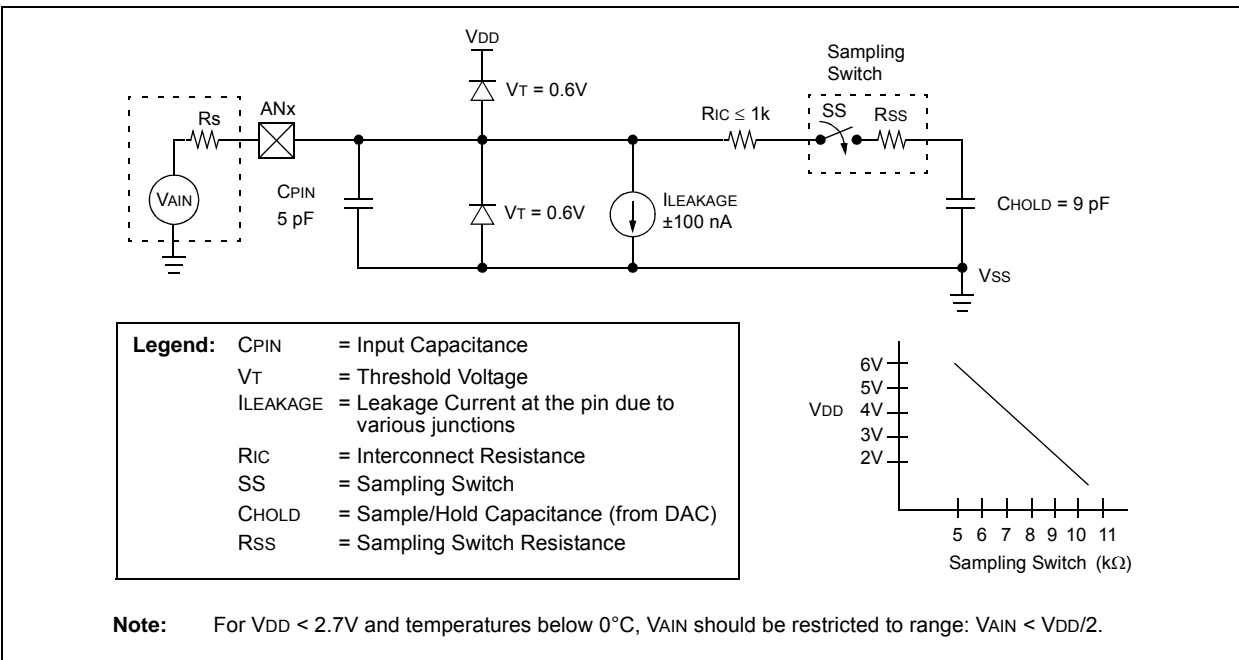 VDD
Sampling
Switch
VT = 0.6V
Rs
ANx
RIC ≤ 1k
SS
RSS
VAIN
CPIN
5 pF
VT = 0.6V
ILEAKAGE
±100 nA
CHOLD = 9 pF
VSS
Legend: CPIN = Input Capacitance
VT = Threshold Voltage
ILEAKAGE = Leakage Current at the pin due to
various junctions
RIC = Interconnect Resistance
SS = Sampling Switch
CHOLD = Sample/Hold Capacitance (from DAC)
RSS = Sampling Switch Resistance
6V
5V
VDD 4V
3V
2V
5 6 7 8 9 10 11
Sampling Switch (kΩ)
Note: For VDD < 2.7V and temperatures below 0°C, VAIN should be restricted to range: VAIN < VDD/2.